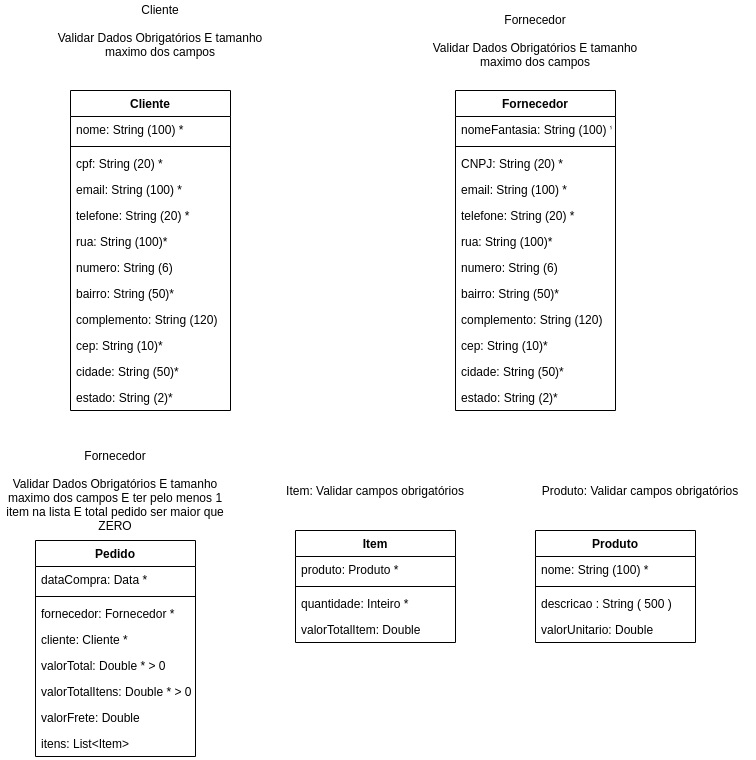 Cliente
Validar Dados Obrigatórios E tamanho
maximo dos campos
Cliente
nome: String (100) *
cpf: String (20) *
email: String (100) *
telefone: String (20) *
rua: String (100)*
numero: String (6)
bairro: String (50)*
complemento: String (120)
cep: String (10)*
cidade: String (50)*
estado: String (2)*
Fornecedor
Validar Dados Obrigatórios E tamanho
maximo dos campos
Fornecedor
nomeFantasia: String (100) *
CNPJ: String (20) *
email: String (100) *
telefone: String (20) *
rua: String (100)*
numero: String (6)
bairro: String (50)*
complemento: String (120)
cep: String (10)*
cidade: String (50)*
estado: String (2)*
Fornecedor
Validar Dados Obrigatórios E tamanho
maximo dos campos E ter pelo menos 1
item na lista E total pedido ser maior que
ZERO
Pedido
dataCompra: Data *
fornecedor: Fornecedor *
cliente: Cliente *
valorTotal: Double * > 0
valorTotalItens: Double * > 0
valorFrete: Double
itens: List<Item>
Item: Validar campos obrigatórios
Item
produto: Produto *
quantidade: Inteiro *
valorTotalItem: Double
Produto: Validar campos obrigatórios
Produto
nome: String (100) *
descricao : String ( 500 )
valorUnitario: Double